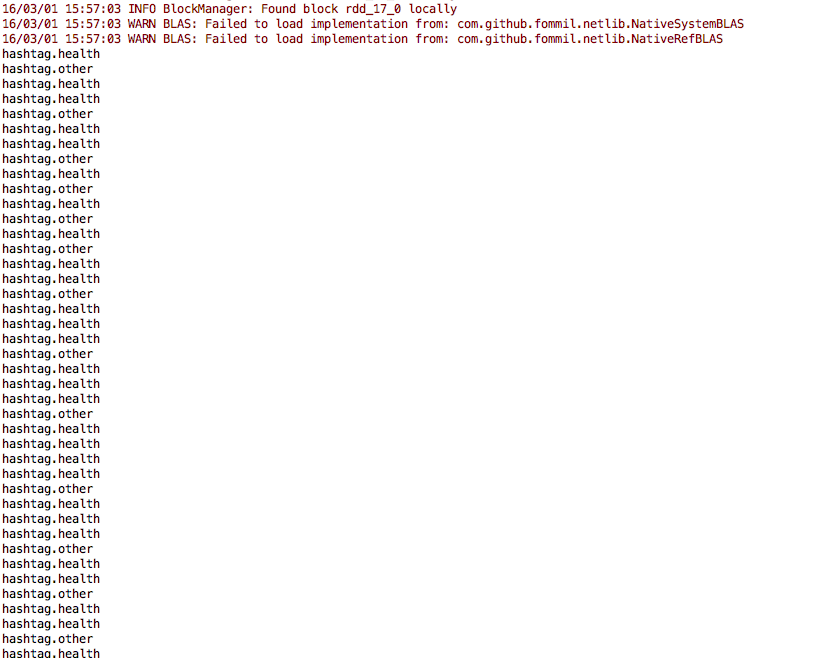 16/03/01 15:57:03 INFO BlockManager: Found block rdd_17_0 locally
16/03/01 15:57:03 WARN BLAS: Failed to load implementation from: com.github.fommil.netlib.NativeSystemBLAS
16/03/01 15:57:03 WARN BLAS: Failed to load implementation from: com.github.fommil.netlib.NativeRefBLAS
hashtag.health
hashtag.other
hashtag.health
hashtag.health
hashtag.other
hashtag.health
hashtag.health
hashtag.other
hashtag.health
hashtag.other
hashtag.health
hashtag.other
hashtag.health
hashtag.other
hashtag.health
hashtag.health
hashtag.other
hashtag.health
hashtag.health
hashtag.health
hashtag.other
hashtag.health
hashtag.health
hashtag.health
hashtag.other
hashtag.health
hashtag.health
hashtag.health
hashtag.health
hashtag.other
hashtag.health
hashtag.health
hashtag.health
hashtag.other
hashtag.health
hashtag.health
hashtag.other
hashtag.health
hashtag.health
hashtag.other
hashtag.health